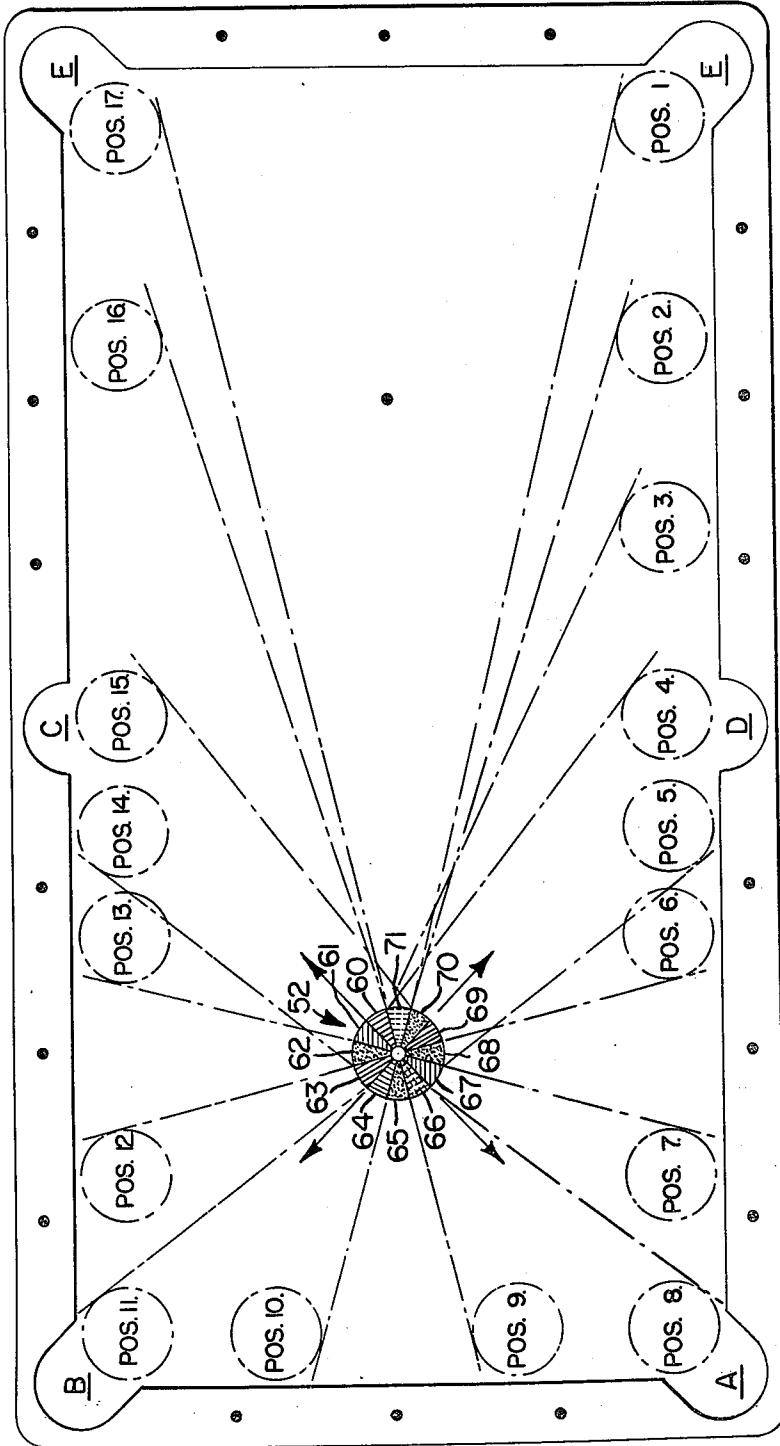 B
C
E
POS. 11.
POS. 12.
POS. 13.
POS. 14.
POS. 15.
POS. 16.
POS. 17.
POS. 10.
52
62
63
61
64
60
65
71
66
70
67
69
68
POS. 9.
POS. 8.
POS. 7.
POS. 6.
POS. 5.
POS. 4.
POS. 3.
POS. 2.
POS. 1
A
D
E